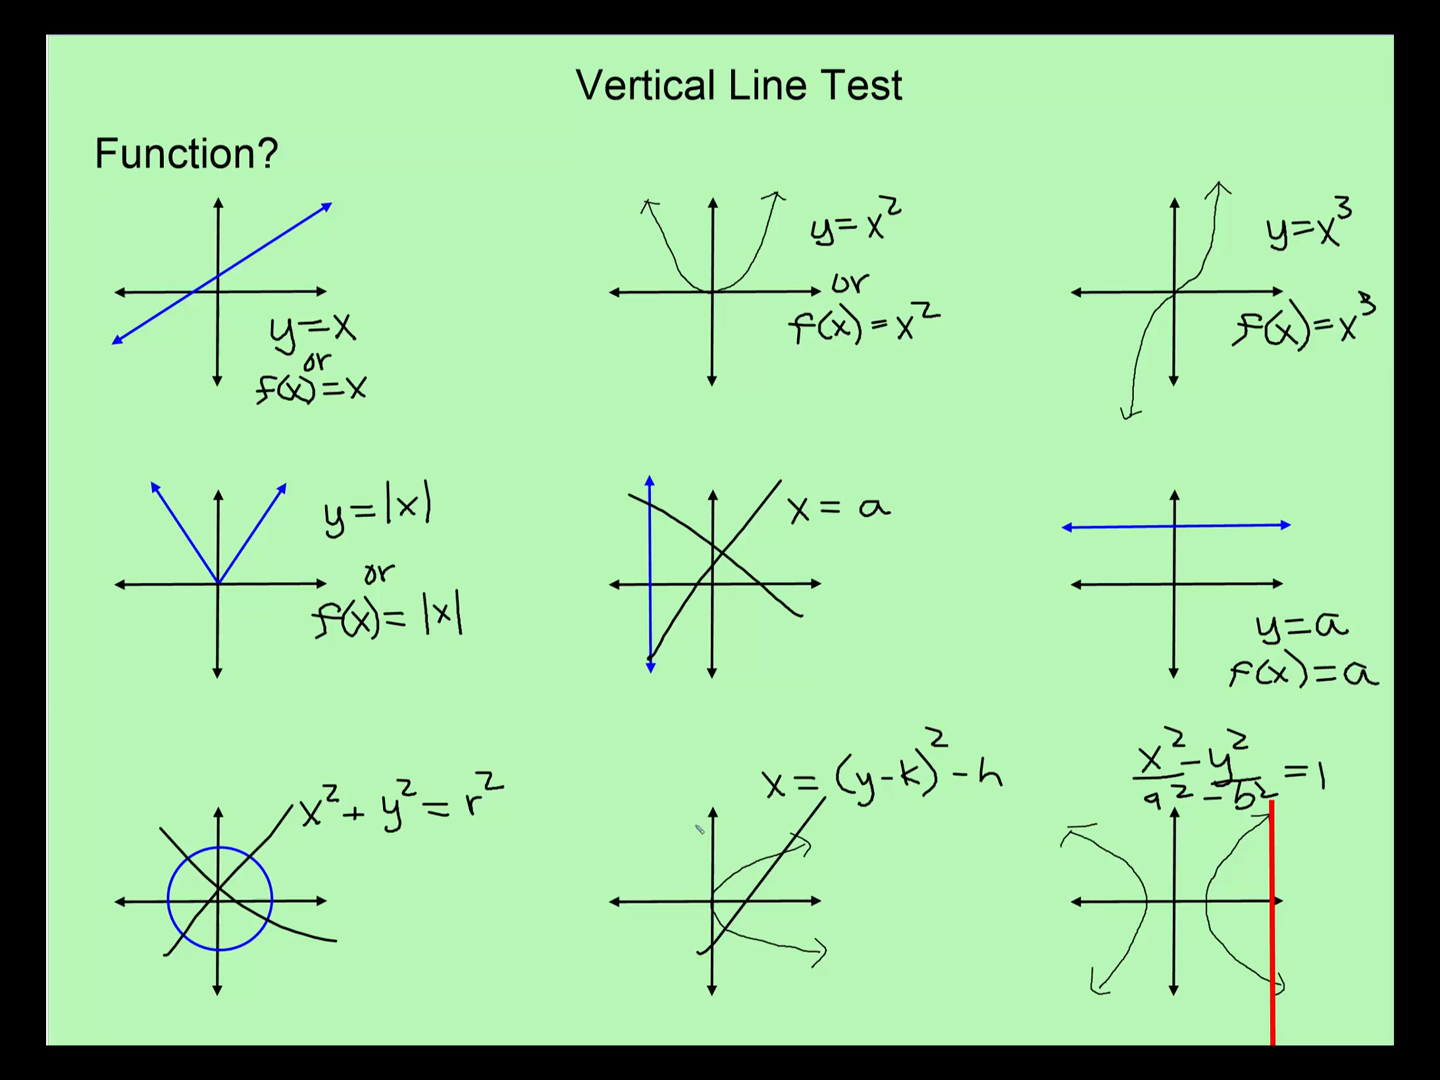 Vertical Line Test
Function?
y=x
or
f(x)=x
y=x²
or
f(x)=x²
y=x³
f(x)=x³
y=|x|
or
f(x)=|x|
x=a
y=a
f(x)=a
x²+y²=r²
x=(y-k)²-h
x²-y²=1
a²-b²